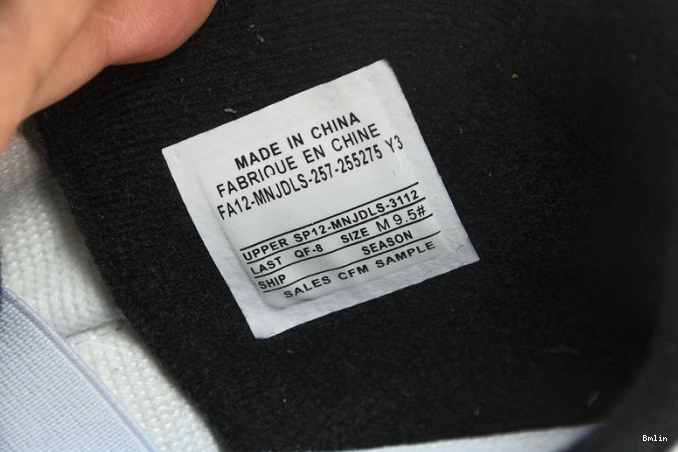 MADE IN CHINA
FABRIQUE EN CHINE
FA12-MNJDLS-257-255275 Y3
UPPER SP12-MNJDLS-3112
LAST QF-8 SIZE M 9.5#
SHIP SEASON
SALES CFM SAMPLE
Bmlin